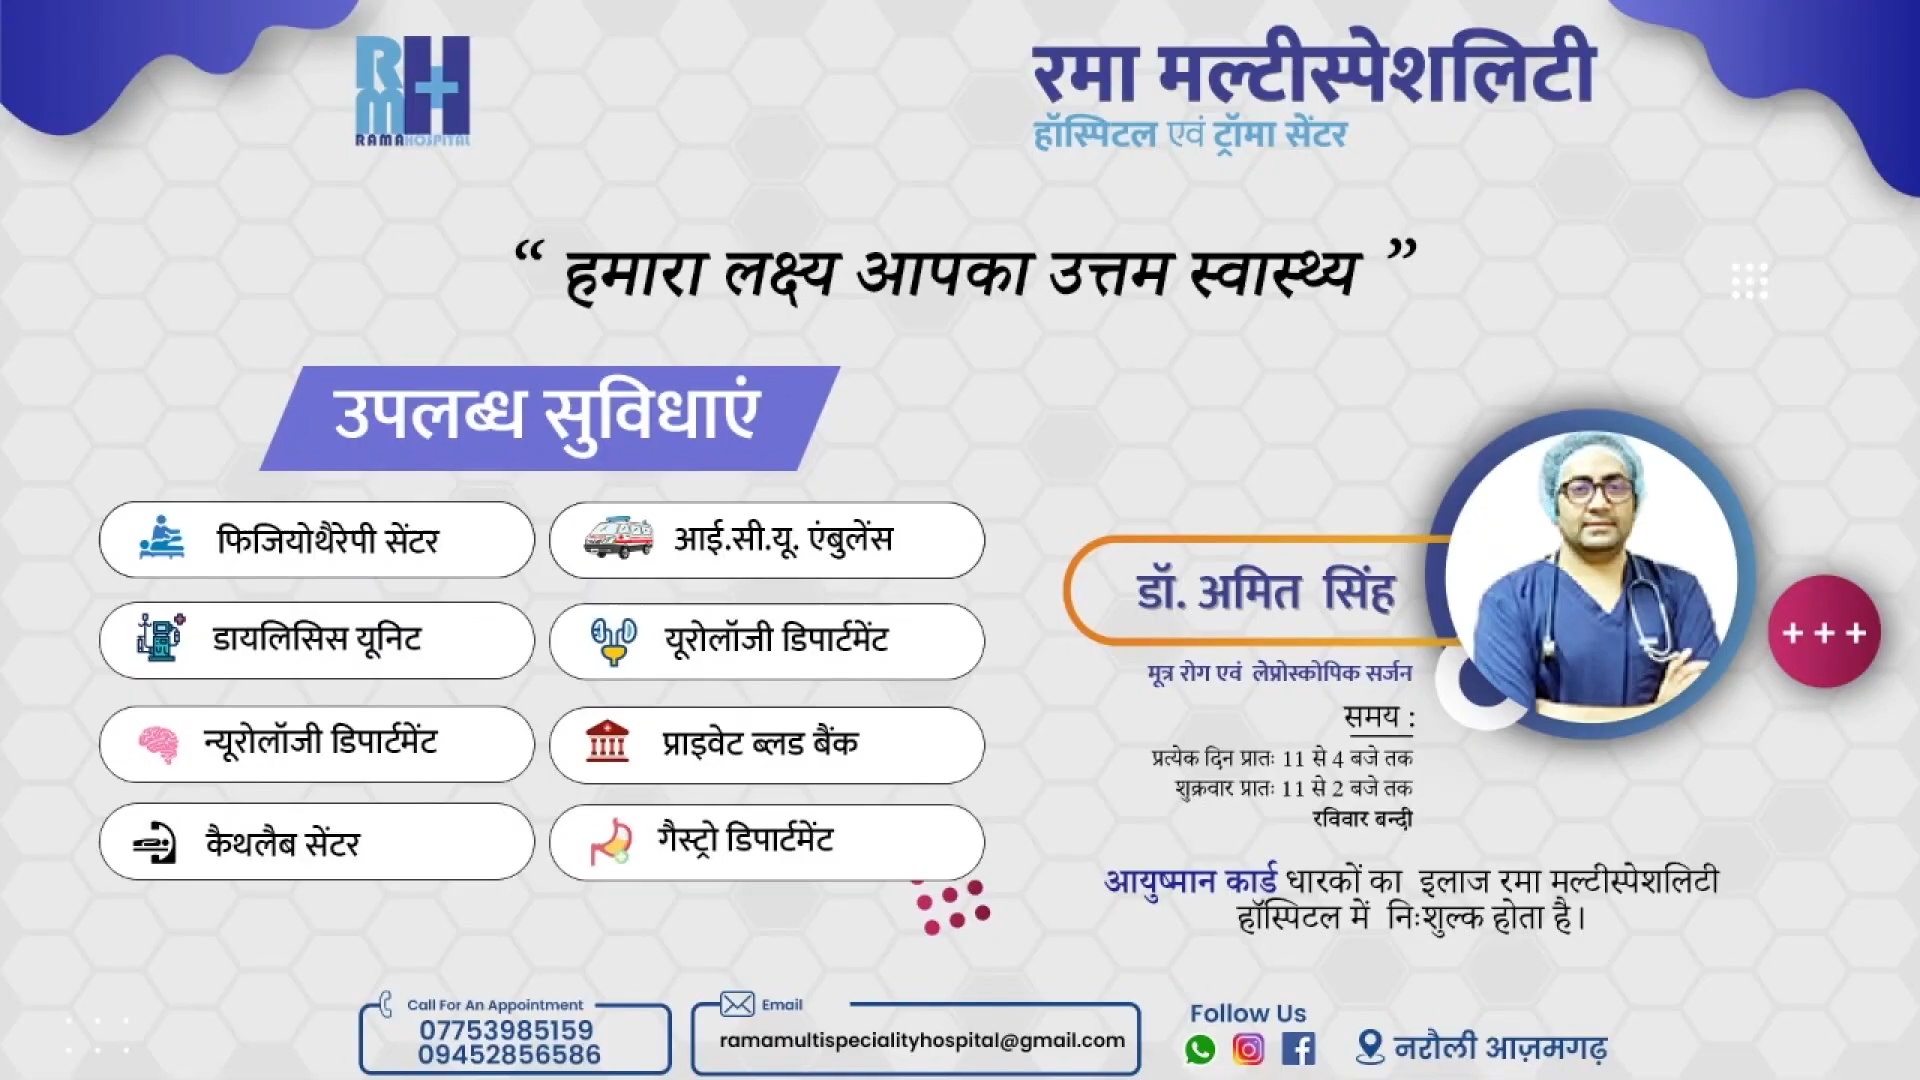 RMH
RAMAHOSPITAL
रमा मल्टीस्पेशलिटी
हॉस्पिटल एवं ट्रॉमा सेंटर
“ हमारा लक्ष्य आपका उत्तम स्वास्थ्य ”
उपलब्ध सुविधाएं
फिजियोथैरेपी सेंटर
आई.सी.यू. एंबुलेंस
डायलिसिस यूनिट
यूरोलॉजी डिपार्टमेंट
न्यूरोलॉजी डिपार्टमेंट
प्राइवेट ब्लड बैंक
कैथलैब सेंटर
गैस्ट्रो डिपार्टमेंट
डॉ. अमित सिंह
मूत्र रोग एवं लेप्रोस्कोपिक सर्जन
समय :
प्रत्येक दिन प्रातः 11 से 4 बजे तक
शुक्रवार प्रातः 11 से 2 बजे तक
रविवार बन्दी
आयुष्मान कार्ड धारकों का इलाज रमा मल्टीस्पेशलिटी
हॉस्पिटल में निःशुल्क होता है।
Call For An Appointment
07753985159
09452856586
Email
ramamultispecialityhospital@gmail.com
Follow Us
नरौली आज़मगढ़